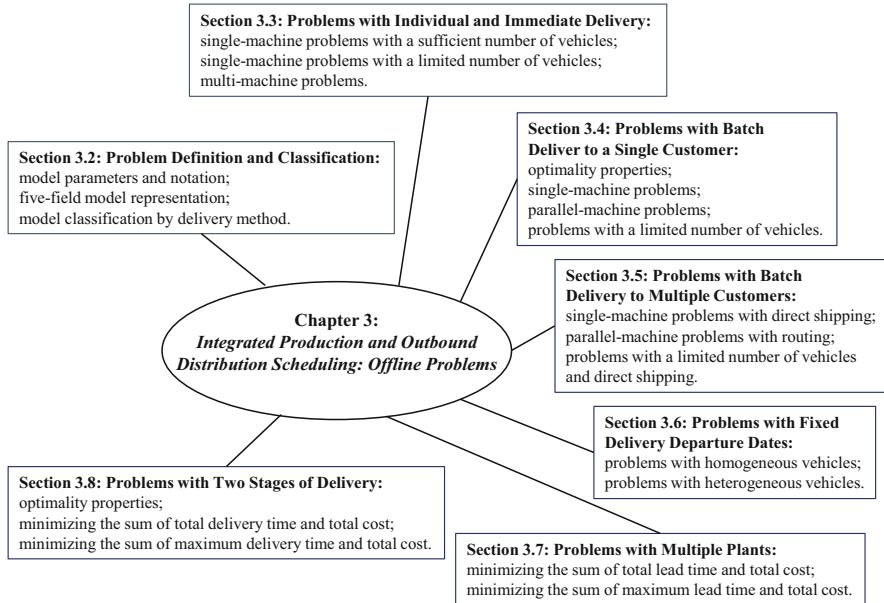 Section 3.3: Problems with Individual and Immediate Delivery:
single-machine problems with a sufficient number of vehicles;
single-machine problems with a limited number of vehicles;
multi-machine problems.
Section 3.2: Problem Definition and Classification:
model parameters and notation;
five-field model representation;
model classification by delivery method.
Section 3.4: Problems with Batch
Deliver to a Single Customer:
optimality properties;
single-machine problems;
parallel-machine problems;
problems with a limited number of vehicles.
Section 3.5: Problems with Batch
Delivery to Multiple Customers:
single-machine problems with direct shipping;
parallel-machine problems with routing;
problems with a limited number of vehicles
and direct shipping.
Chapter 3:
Integrated Production and Outbound
Distribution Scheduling: Offline Problems
Section 3.6: Problems with Fixed
Delivery Departure Dates:
problems with homogeneous vehicles;
problems with heterogeneous vehicles.
Section 3.8: Problems with Two Stages of Delivery:
optimality properties;
minimizing the sum of total delivery time and total cost;
minimizing the sum of maximum delivery time and total cost.
Section 3.7: Problems with Multiple Plants:
minimizing the sum of total lead time and total cost;
minimizing the sum of maximum lead time and total cost.